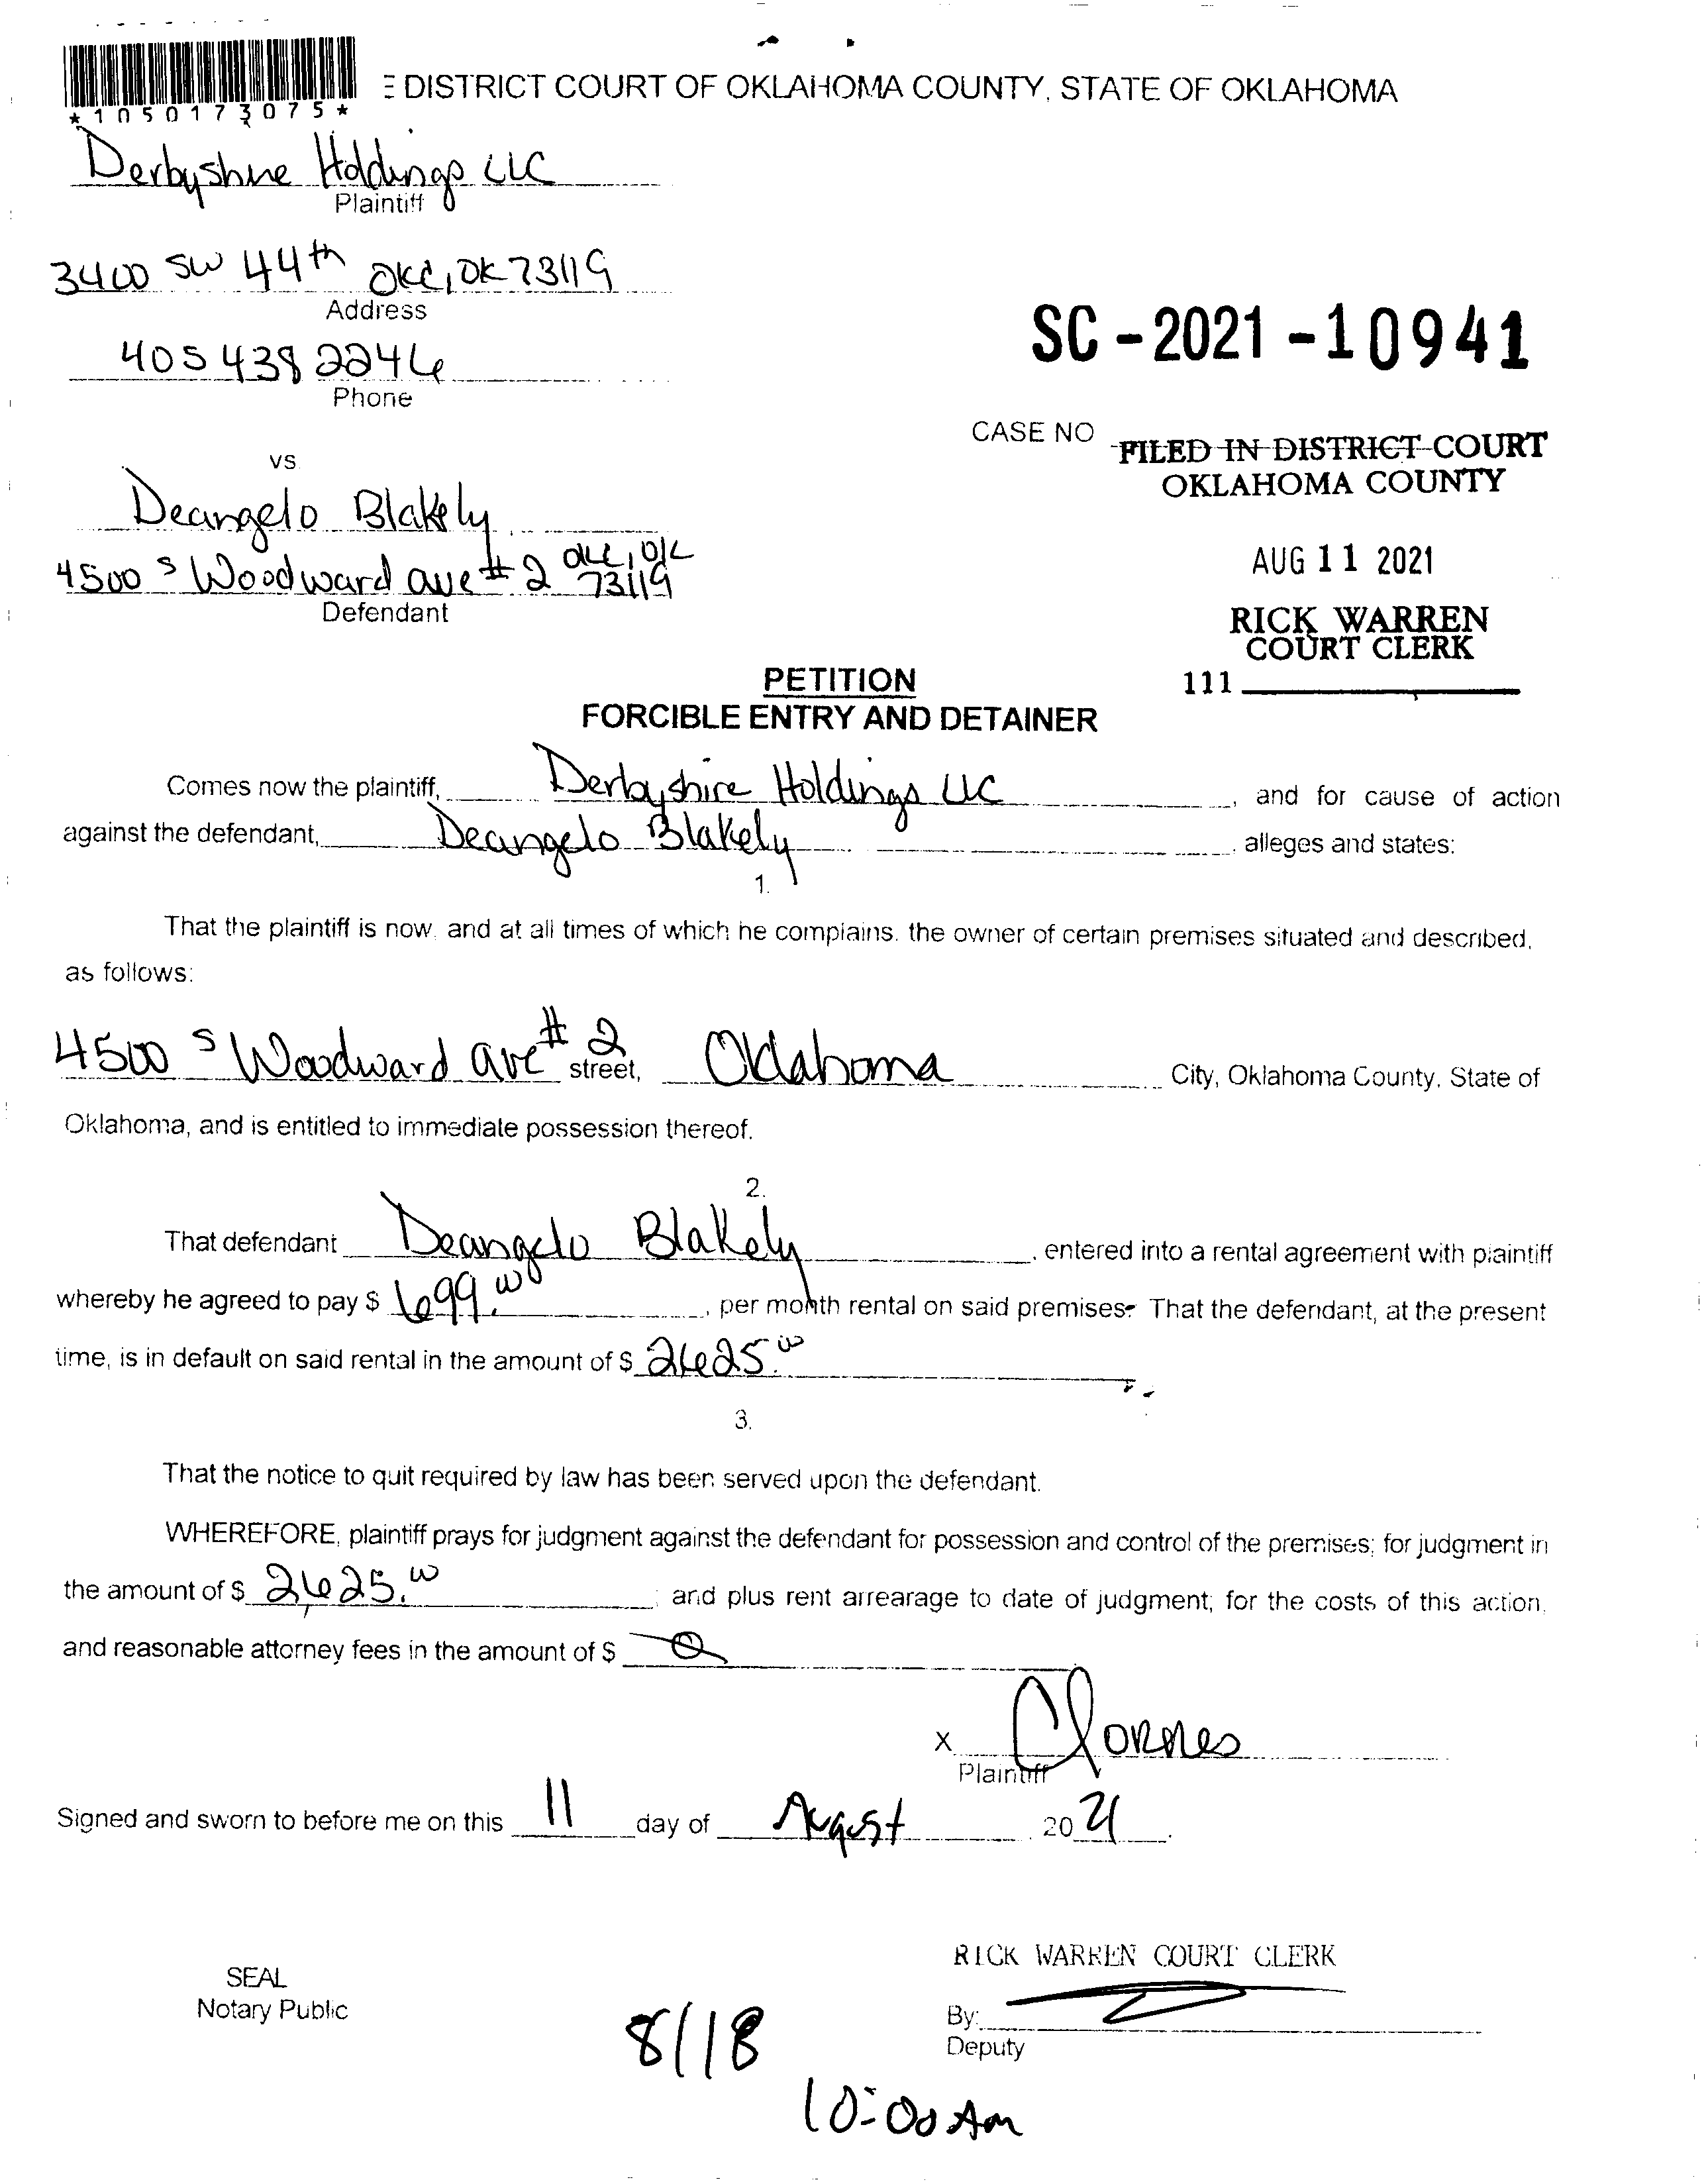 DISTRICT COURT OF OKLAHOMA COUNTY, STATE OF OKLAHOMA
*1050173075*
Derbyshire Holdings LLC
Plaintiff
3400 SW 44th OKC, OK 73119
Address
405 438 2246
Phone
SC-2021-10941
CASE NO
FILED IN DISTRICT COURT
OKLAHOMA COUNTY
vs
Deangelo Blakely
AUG 11 2021
4500 S Woodward ave #2 OKC, OK 73119
Defendant
RICK WARREN
COURT CLERK
111
PETITION
FORCIBLE ENTRY AND DETAINER
Comes now the plaintiff, Derbyshire Holdings LLC, and for cause of action
against the defendant, Deangelo Blakely alleges and states:
1.
That the plaintiff is now, and at all times of which he complains, the owner of certain premises situated and described,
as follows:
4500 S Woodward ave #2 street, Oklahoma City, Oklahoma County, State of
Oklahoma, and is entitled to immediate possession thereof.
2.
That defendant Deangelo Blakely, entered into a rental agreement with plaintiff
whereby he agreed to pay $ 699.00, per month rental on said premises. That the defendant, at the present
time, is in default on said rental in the amount of $ 2625.00
3.
That the notice to quit required by law has been served upon the defendant.
WHEREFORE, plaintiff prays for judgment against the defendant for possession and control of the premises; for judgment in
the amount of $ 2625.00; and plus rent arrearage to date of judgment; for the costs of this action,
and reasonable attorney fees in the amount of $ 0
X
Plaintiff
Signed and sworn to before me on this 11 day of August 2021.
RICK WARREN COURT CLERK
SEAL
Notary Public
By:
Deputy
8/18
10:00 Am